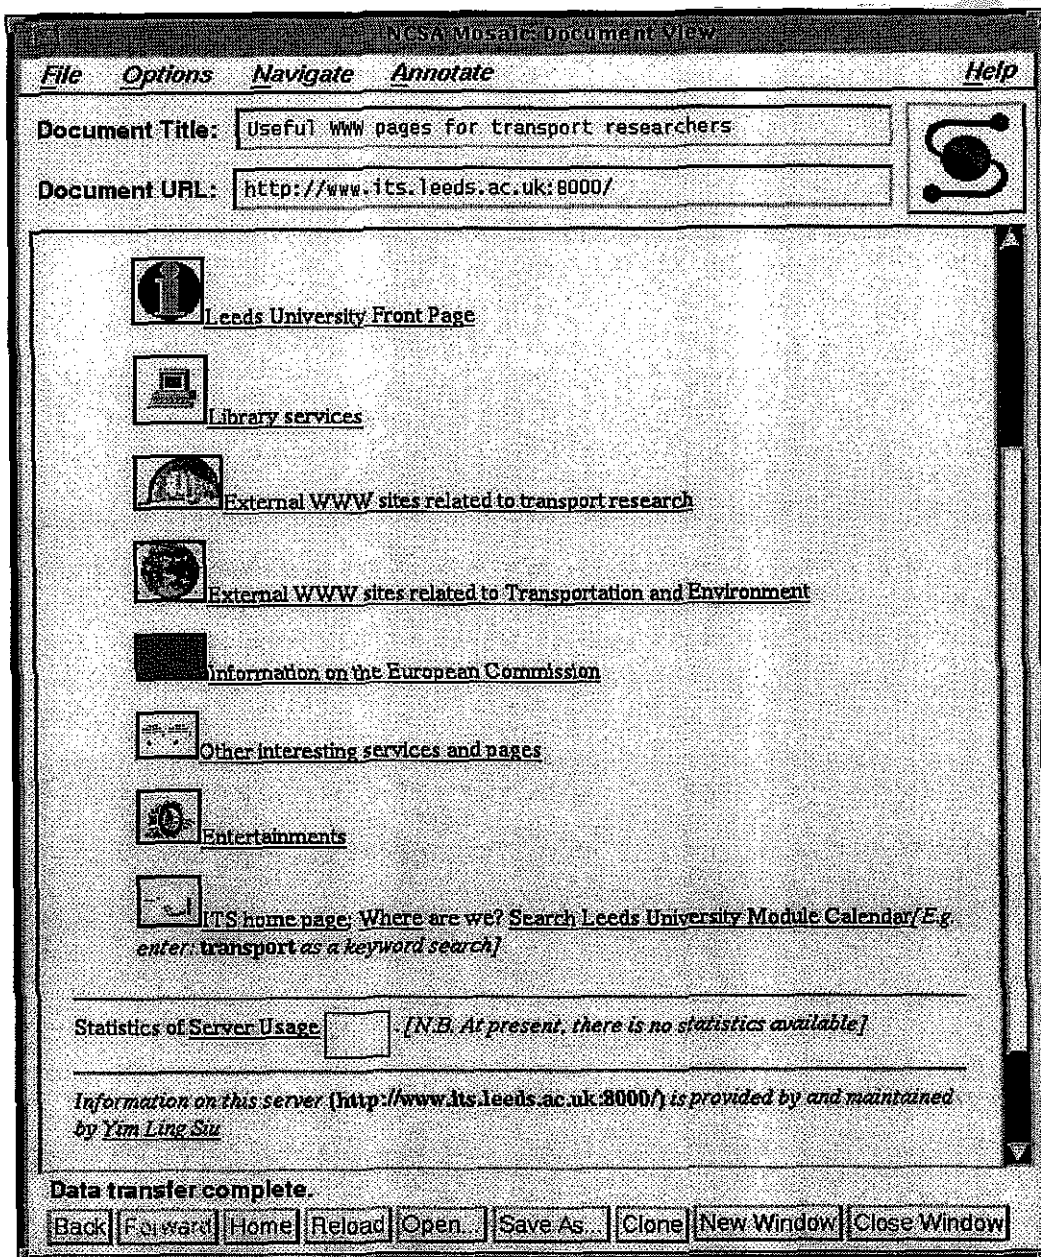 NCSA Mosaic: Document View
File Options Navigate Annotate Help
Document Title: Useful WWW pages for transport researchers
Document URL: http://www.its.leeds.ac.uk:8000/
Leeds University Front Page
Library services
External WWW sites related to transport research
External WWW sites related to Transportation and Environment
Information on the European Commission
Other interesting services and pages
Entertainments
ITS home page; Where are we? Search Leeds University Module Calendar [E.g.
enter: transport as a keyword search]
Statistics of Server Usage . [N.B. At present, there is no statistics available]
Information on this server (http://www.its.leeds.ac.uk:8000/) is provided by and maintained
by Yim Ling Siu
Data transfer complete.
Back Forward Home Reload Open... Save As... Clone New Window Close Window